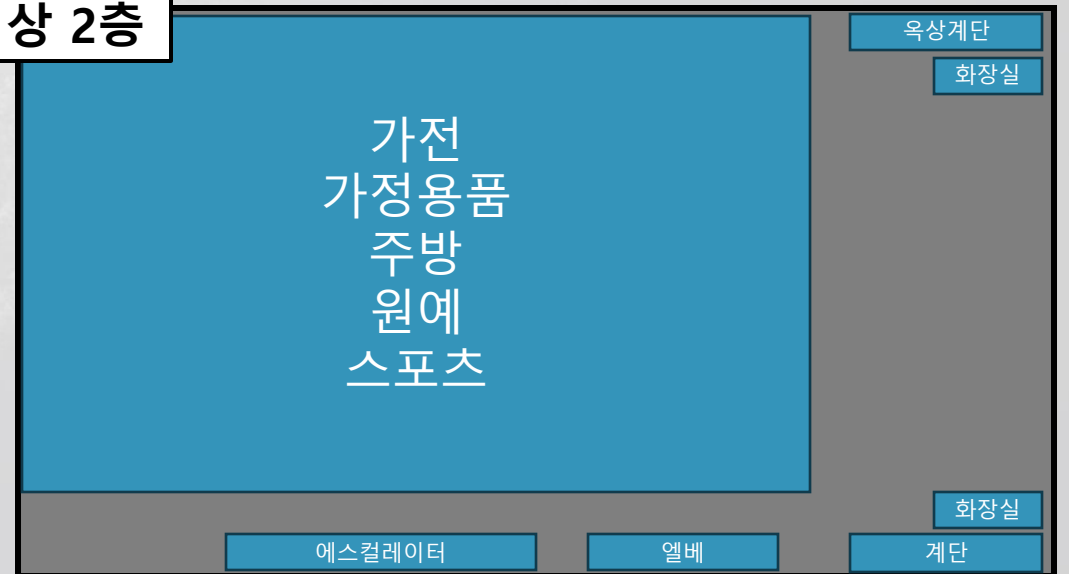 상 2층
옥상계단
화장실
가전
가정용품
주방
원예
스포츠
화장실
에스컬레이터
엘베
계단